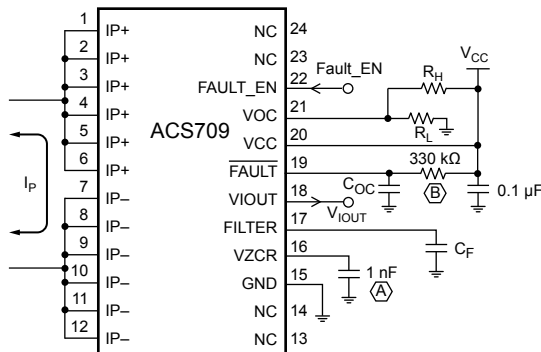 1 IP+ NC 24
2 IP+ NC 23
3 IP+ FAULT_EN 22 Fault_EN
4 IP+ VOC 21
5 IP+ VCC 20
6 IP+ FAULT 19
7 IP– VIOUT 18
8 IP– FILTER 17
9 IP– VZCR 16
10 IP– GND 15
11 IP– NC 14
12 IP– NC 13
ACS709
IP
VCC
RH
RL
330 kΩ
B
COC
0.1 µF
VIOUT
CF
1 nF
A